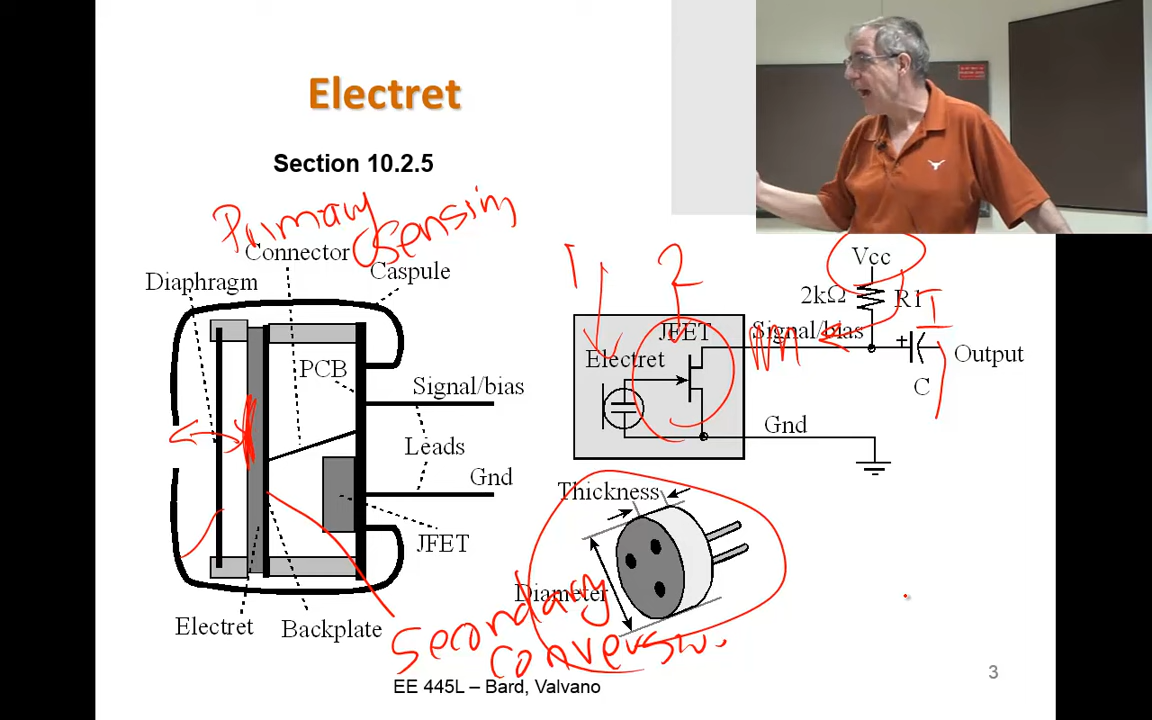 Electret
Section 10.2.5
Primary
Sensing
Connector
Diaphragm
Caspule
PCB
Signal/bias
Leads
Gnd
JFET
Electret
Backplate
1
2
Vcc
2kΩ
R1
I
JFET
Signal/bias
Electret
+
Output
C
Gnd
Thickness
Diameter
Secondary
Conversion
EE 445L – Bard, Valvano
3